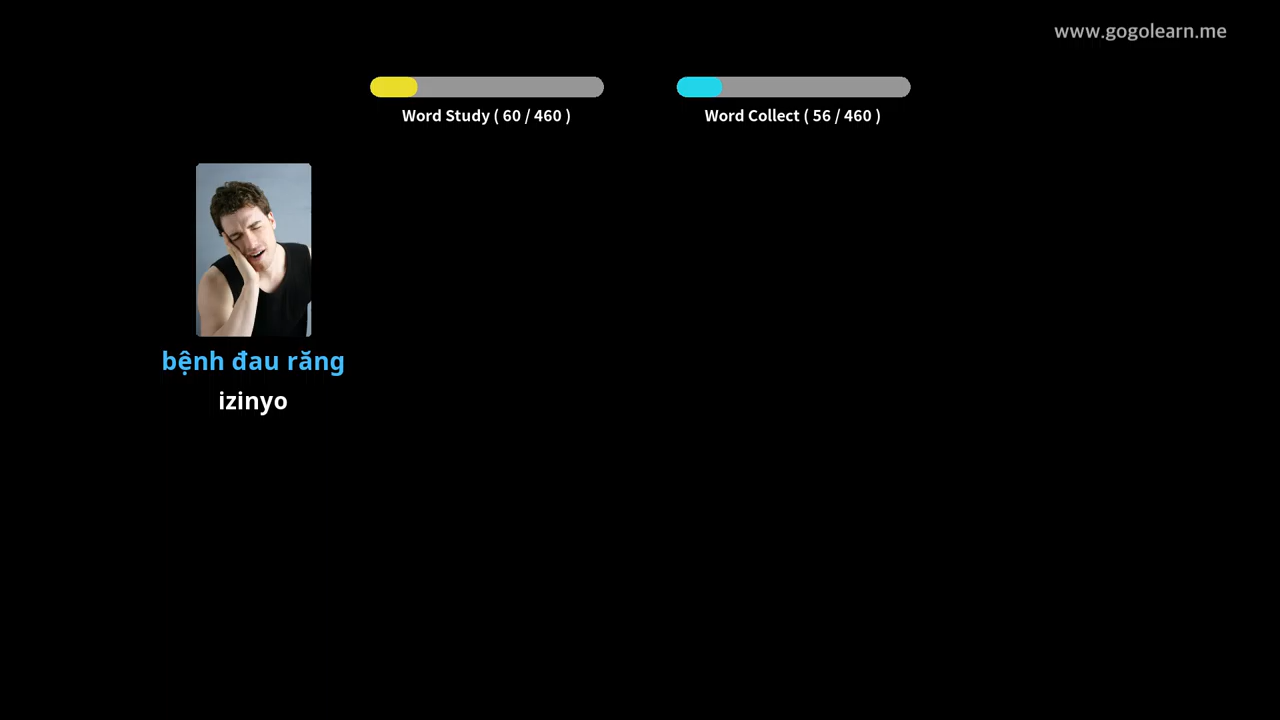 www.gogolearn.me
Word Study ( 60 / 460 )
Word Collect ( 56 / 460 )
bệnh đau răng
izinyo